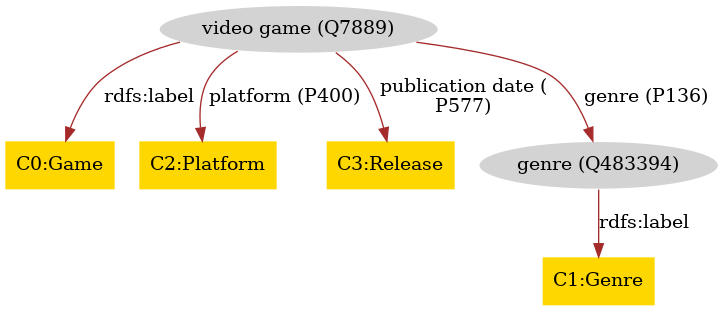 video game (Q7889)
rdfs:label
platform (P400)
publication date (
P577)
genre (P136)
C0:Game
C2:Platform
C3:Release
genre (Q483394)
rdfs:label
C1:Genre